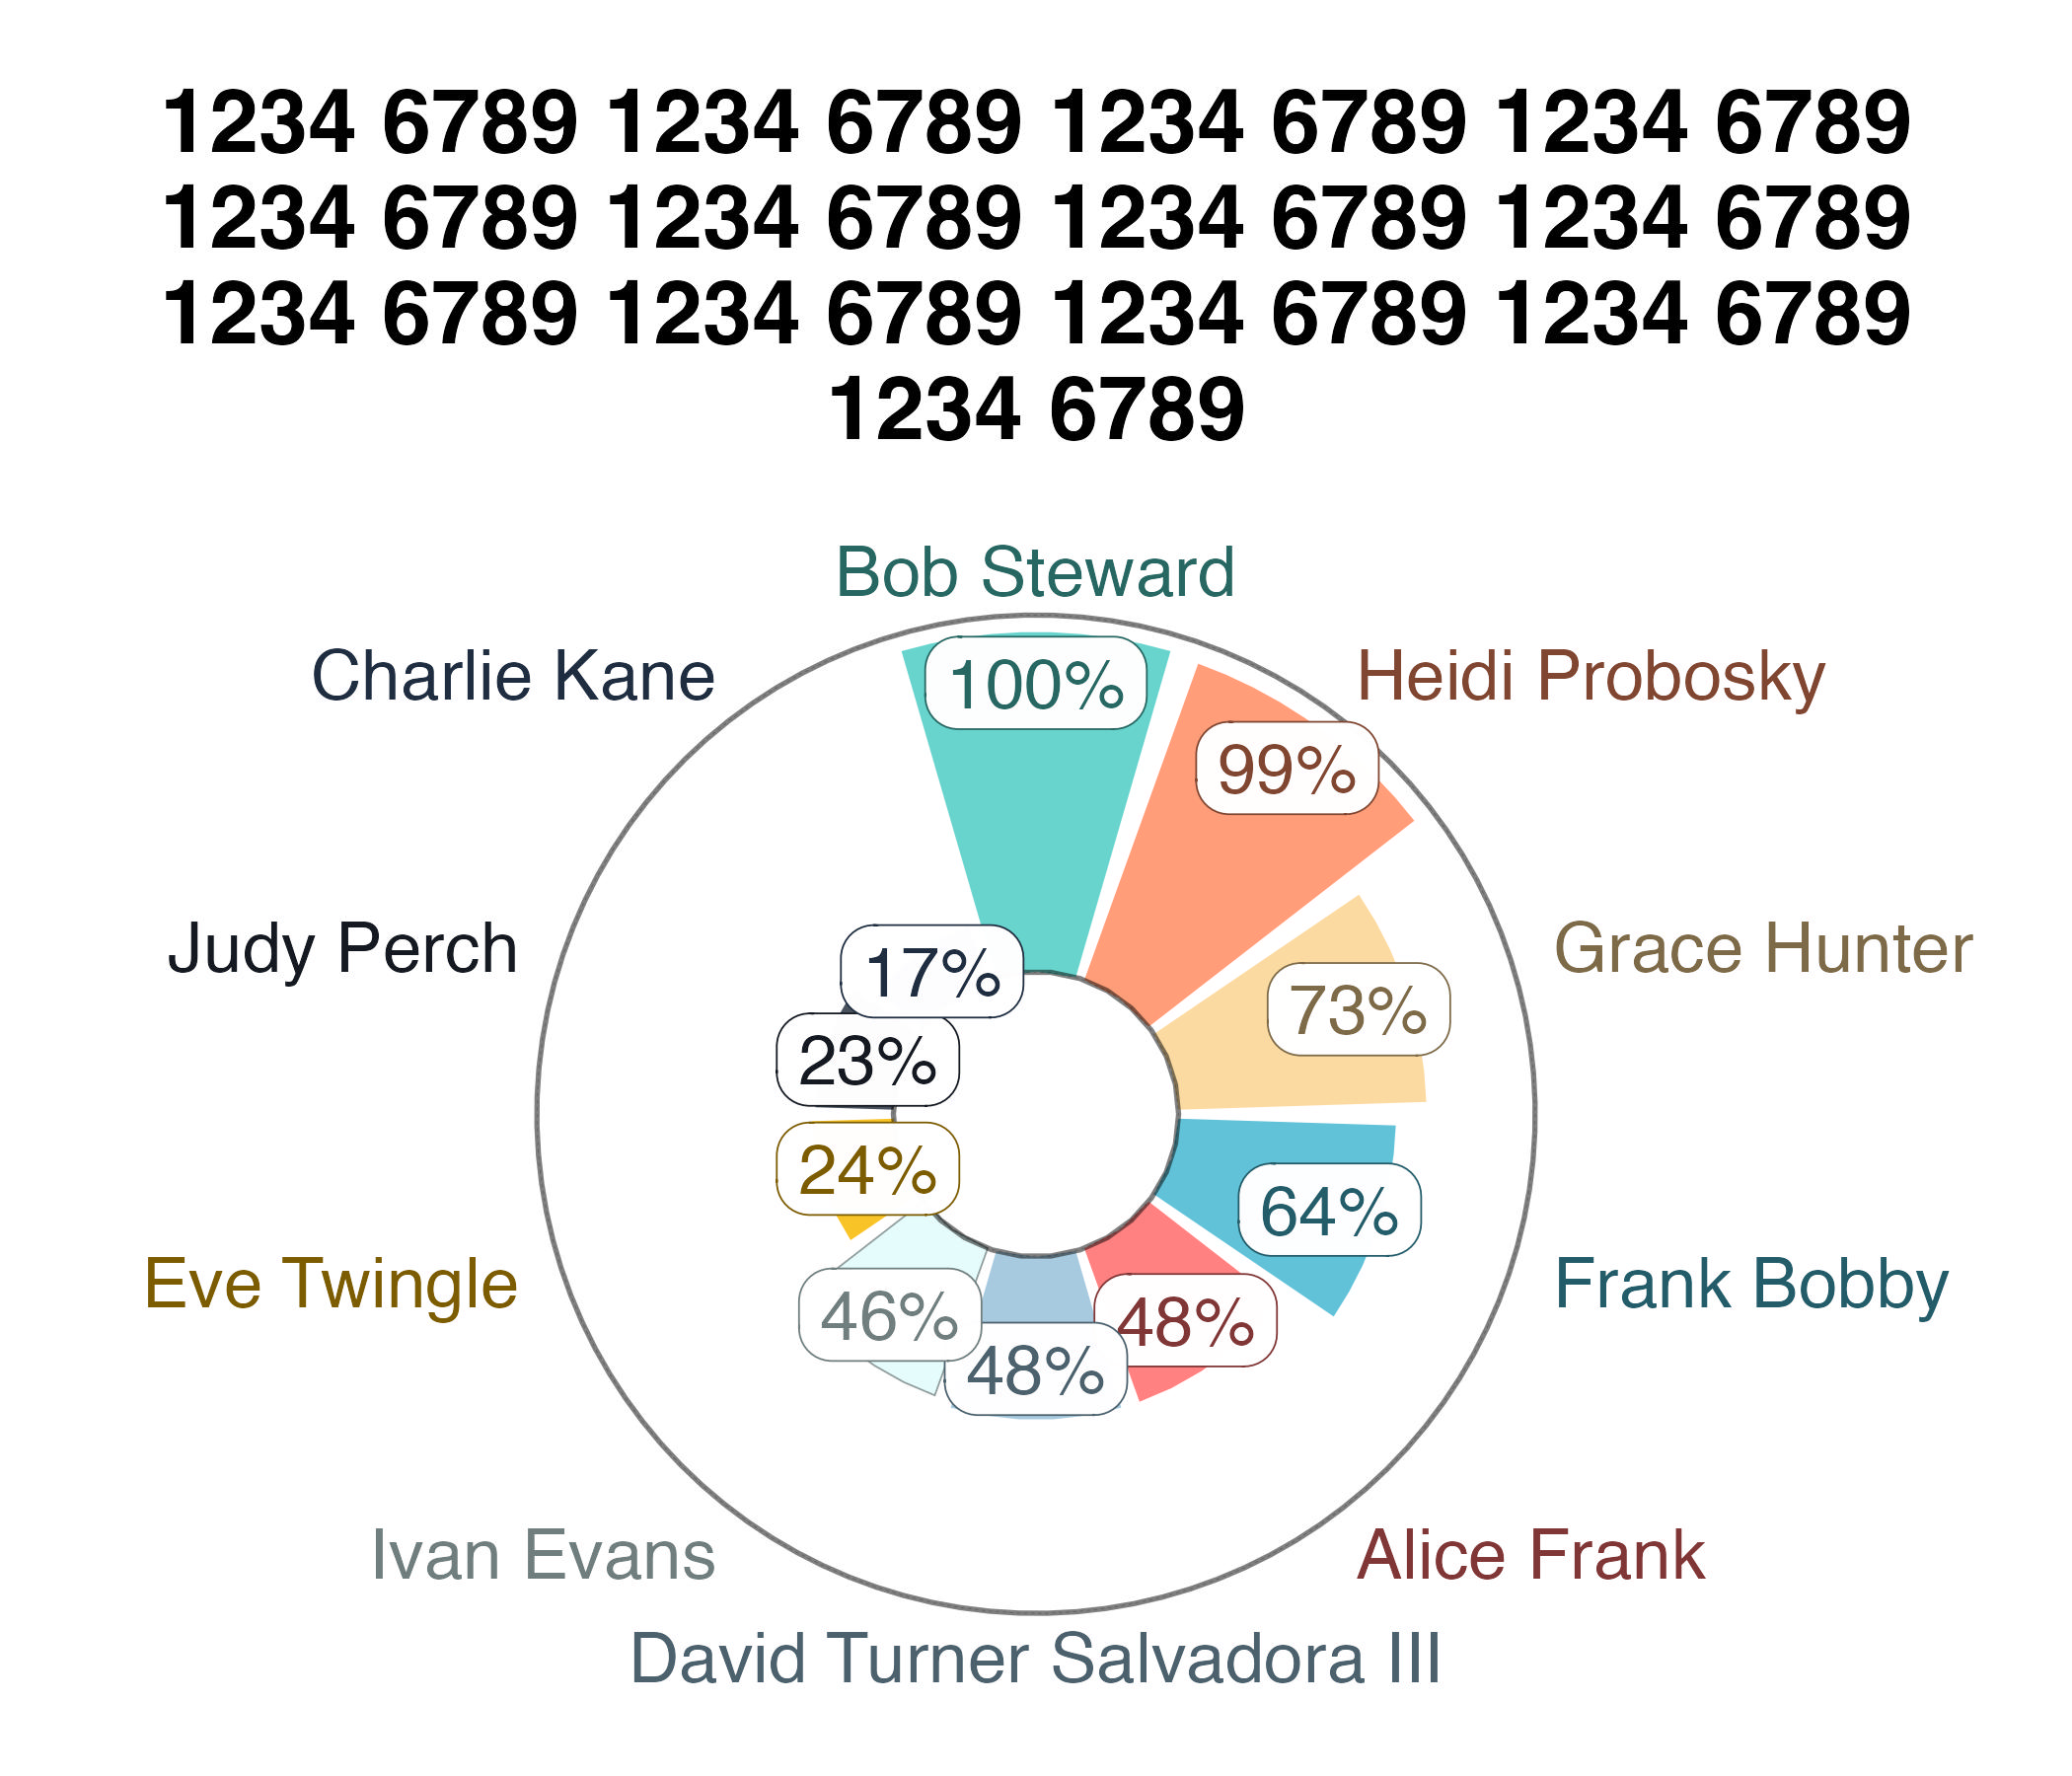 1234 6789 1234 6789 1234 6789 1234 6789
1234 6789 1234 6789 1234 6789 1234 6789
1234 6789 1234 6789 1234 6789 1234 6789
1234 6789
Bob Steward
Charlie Kane
Heidi Probosky
100%
99%
Judy Perch
Grace Hunter
17%
73%
23%
24%
64%
Eve Twingle
Frank Bobby
46%
48%
48%
Ivan Evans
Alice Frank
David Turner Salvadora III